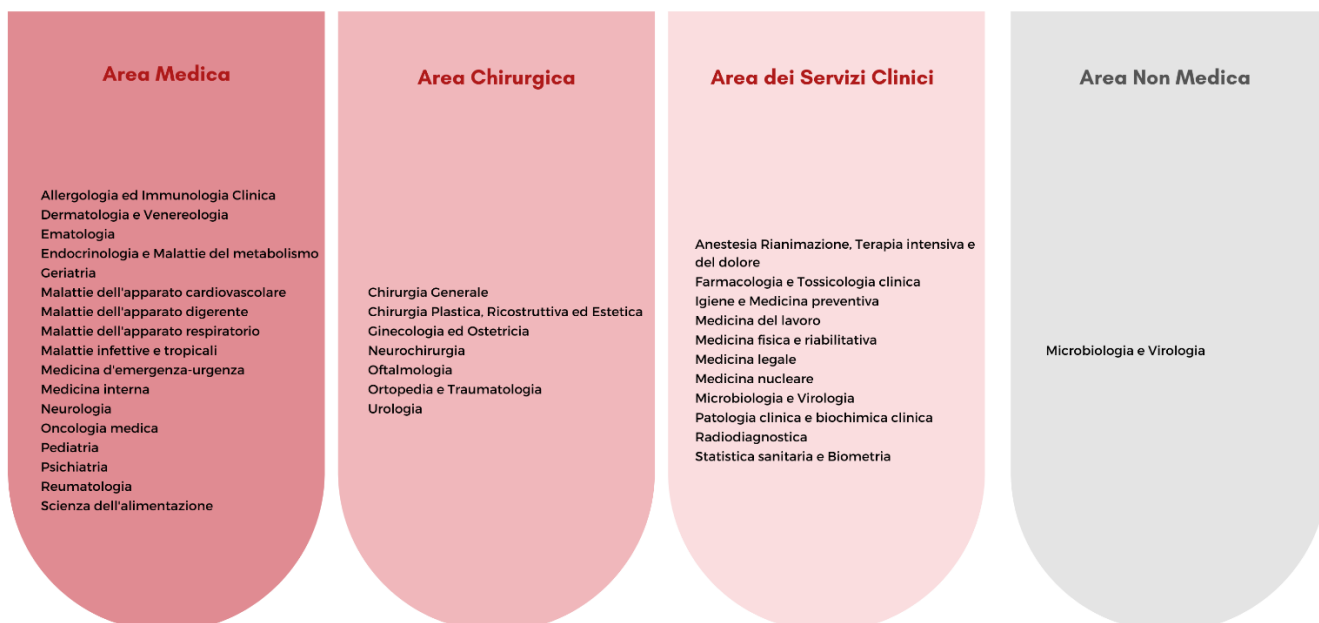 Area Medica
Allergologia ed Immunologia Clinica
Dermatologia e Venereologia
Ematologia
Endocrinologia e Malattie del metabolismo
Geriatria
Malattie dell'apparato cardiovascolare
Malattie dell'apparato digerente
Malattie dell'apparato respiratorio
Malattie infettive e tropicali
Medicina d'emergenza-urgenza
Medicina interna
Neurologia
Oncologia medica
Pediatria
Psichiatria
Reumatologia
Scienza dell'alimentazione
Area Chirurgica
Chirurgia Generale
Chirurgia Plastica, Ricostruttiva ed Estetica
Ginecologia ed Ostetricia
Neurochirurgia
Oftalmologia
Ortopedia e Traumatologia
Urologia
Area dei Servizi Clinici
Anestesia Rianimazione, Terapia intensiva e
del dolore
Farmacologia e Tossicologia clinica
Igiene e Medicina preventiva
Medicina del lavoro
Medicina fisica e riabilitativa
Medicina legale
Medicina nucleare
Microbiologia e Virologia
Patologia clinica e biochimica clinica
Radiodiagnostica
Statistica sanitaria e Biometria
Area Non Medica
Microbiologia e Virologia